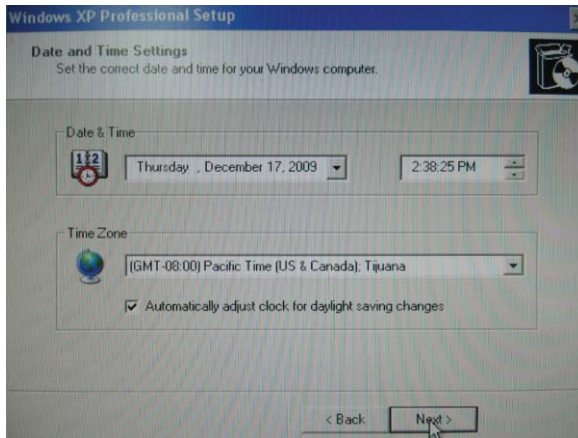 Windows XP Professional Setup
Date and Time Settings
Set the correct date and time for your Windows computer.
Date & Time
Thursday , December 17, 2009
2:38:25 PM
Time Zone
(GMT-08:00) Pacific Time (US & Canada); Tijuana
Automatically adjust clock for daylight saving changes
< Back
Next >